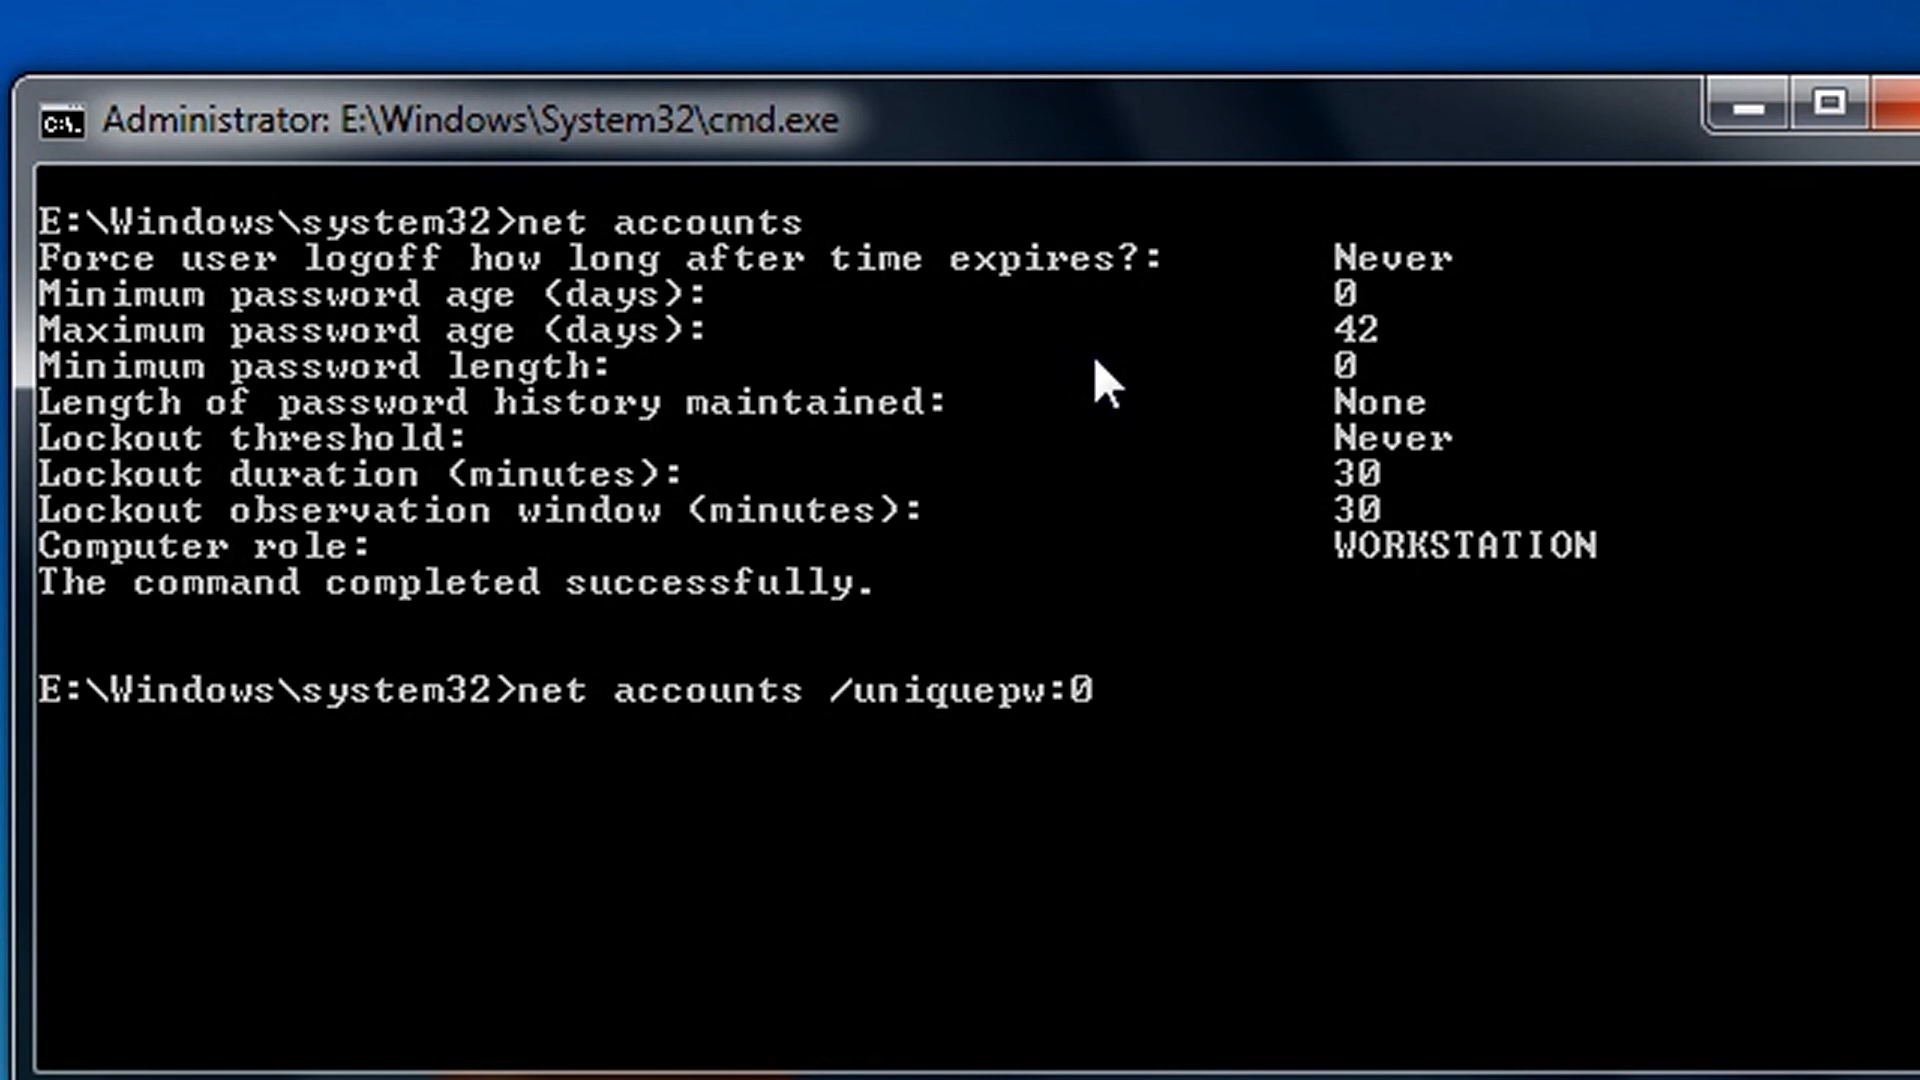 Administrator: E:\Windows\System32\cmd.exe
E:\Windows\system32>net accounts
Force user logoff how long after time expires?: Never
Minimum password age (days): 0
Maximum password age (days): 42
Minimum password length: 0
Length of password history maintained: None
Lockout threshold: Never
Lockout duration (minutes): 30
Lockout observation window (minutes): 30
Computer role: WORKSTATION
The command completed successfully.
E:\Windows\system32>net accounts /uniquepw:0